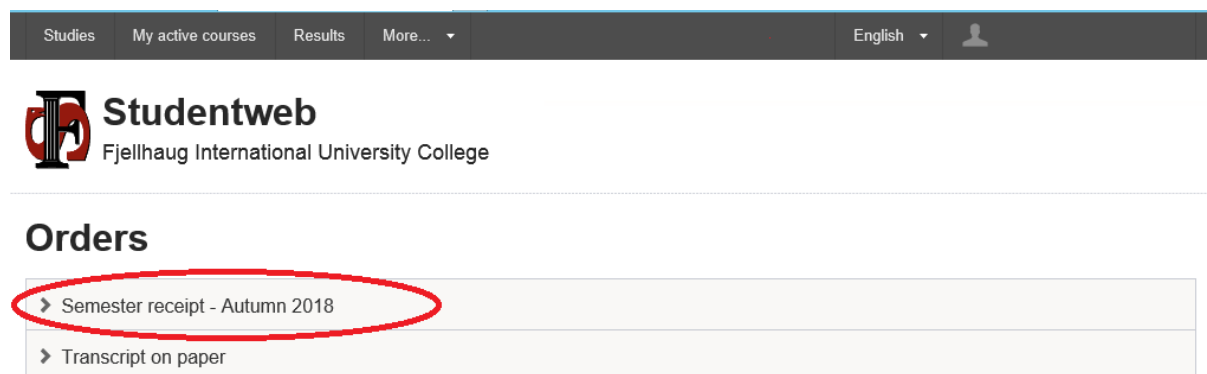 Studies My active courses Results More... English
Studentweb
Fjellhaug International University College
Orders
Semester receipt - Autumn 2018
Transcript on paper